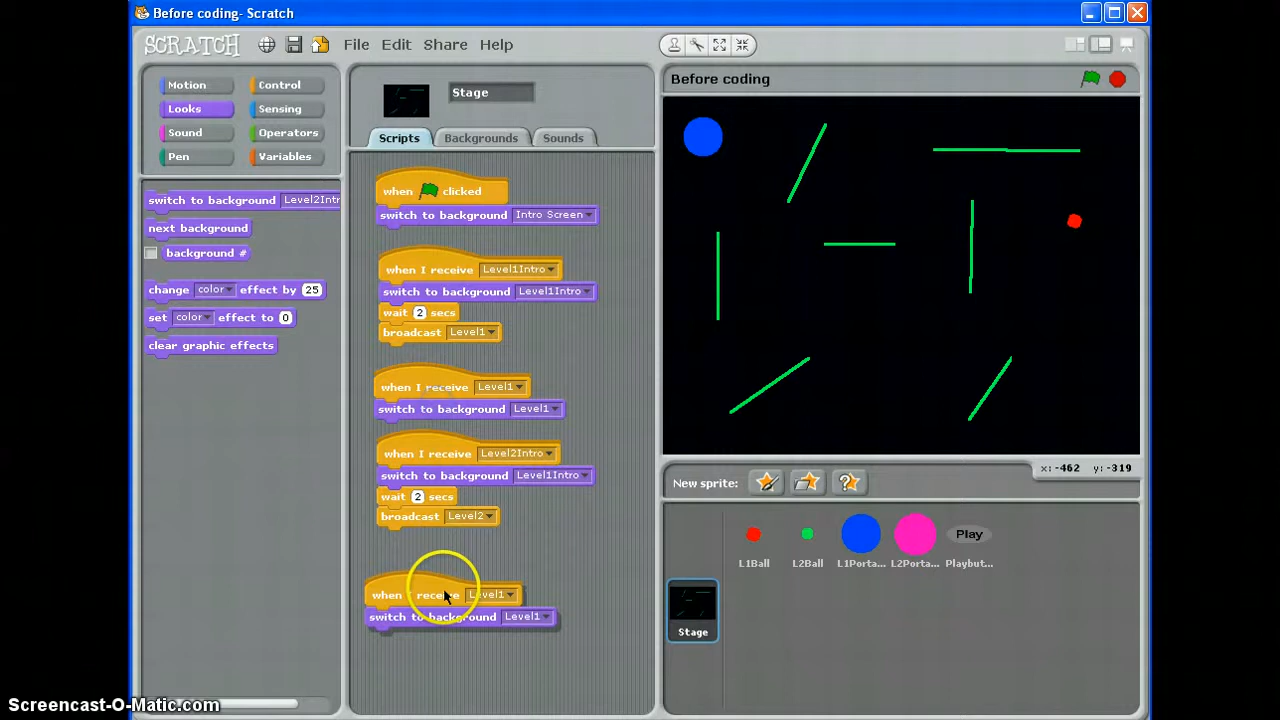 Before coding- Scratch
SCRATCH
File Edit Share Help
Motion Control
Looks Sensing
Sound Operators
Pen Variables
switch to background Level2Intr
next background
background #
change color effect by 25
set color effect to 0
clear graphic effects
Stage
Scripts Backgrounds Sounds
when clicked
switch to background Intro Screen
when I receive Level1Intro
switch to background Level1Intro
wait 2 secs
broadcast Level1
when I receive Level1
switch to background Level1
when I receive Level2Intro
switch to background Level1Intro
wait 2 secs
broadcast Level2
when I receive Level1
switch to background Level1
Before coding
x: -462 y: -319
New sprite:
Play
L1Ball L2Ball L1Porta... L2Porta... Playbut...
Stage
Screencast-O-Matic.com